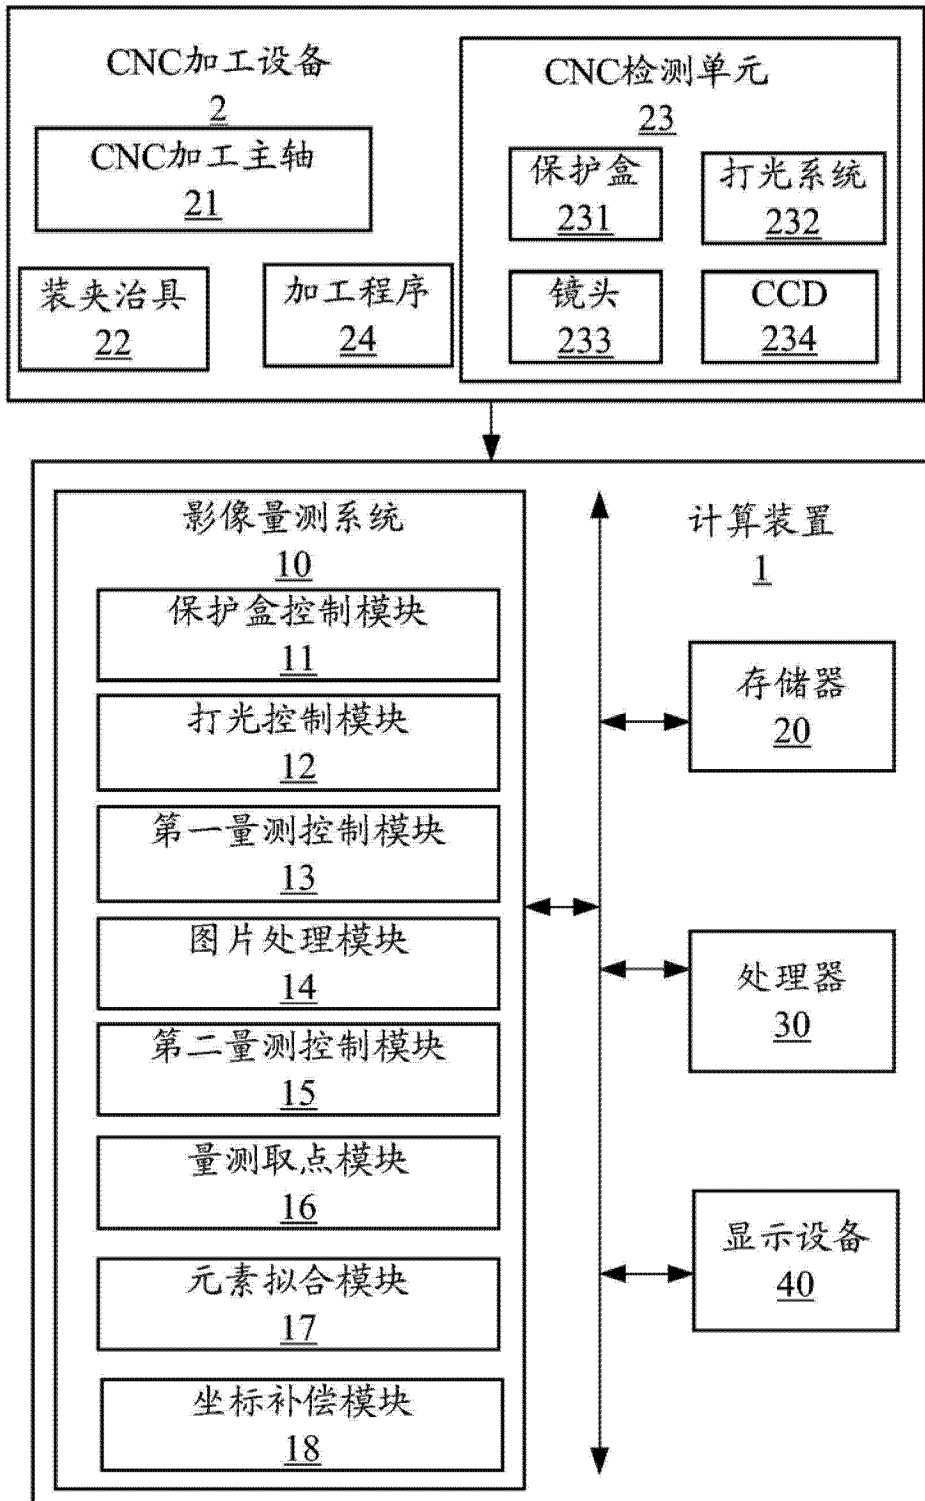 CNC加工设备
2
CNC加工主轴
21
装夹治具
22
加工程序
24
CNC检测单元
23
保护盒
231
打光系统
232
镜头
233
CCD
234
影像量测系统
10
保护盒控制模块
11
打光控制模块
12
第一量测控制模块
13
图片处理模块
14
第二量测控制模块
15
量测取点模块
16
元素拟合模块
17
坐标补偿模块
18
计算装置
1
存储器
20
处理器
30
显示设备
40